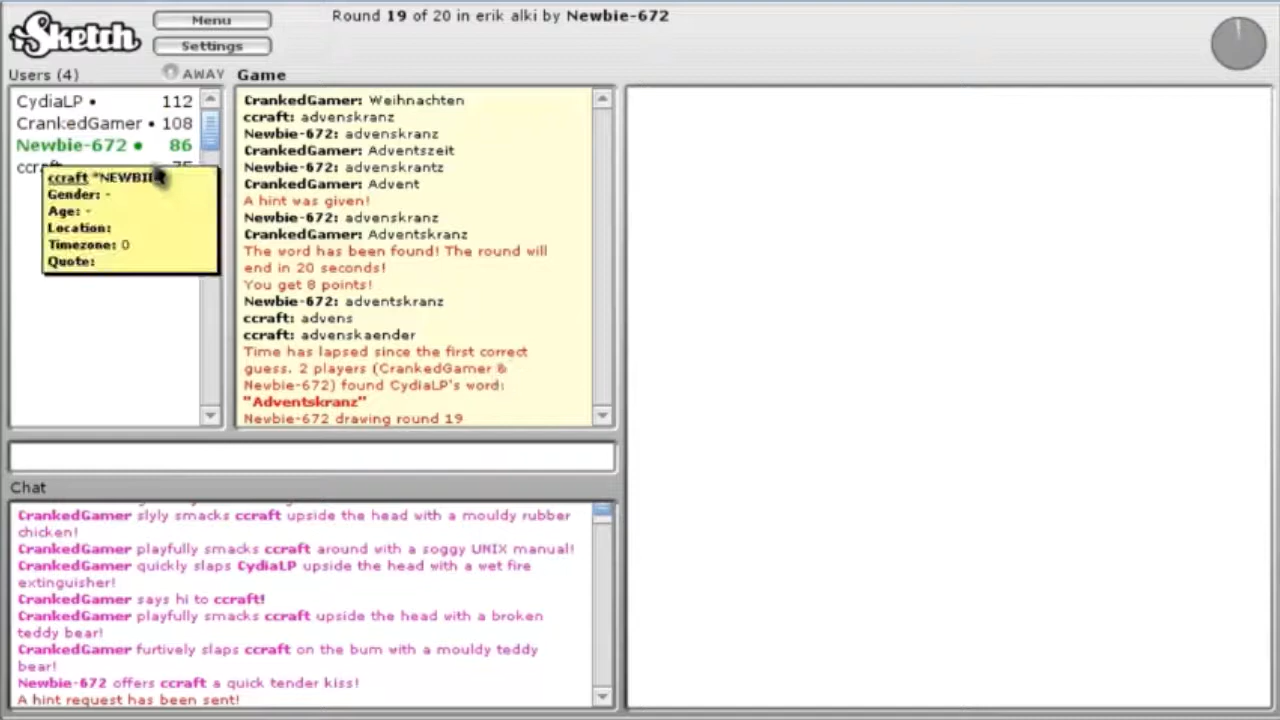 iSketch
Menu
Settings
Round 19 of 20 in erik alki by Newbie-672
Users (4)
AWAY
Game
CydiaLP • 112
CrankedGamer • 108
Newbie-672 • 86
ccraft *NEWBIE
Gender: -
Age: -
Location:
Timezone: 0
Quote:
CrankedGamer: Weihnachten
ccraft: advenskranz
Newbie-672: advenskranz
CrankedGamer: Adventszeit
Newbie-672: advenskrantz
CrankedGamer: Advent
A hint was given!
Newbie-672: advenskranz
CrankedGamer: Adventskranz
The word has been found! The round will
end in 20 seconds!
You get 8 points!
Newbie-672: adventskranz
ccraft: advens
ccraft: advenskaender
Time has lapsed since the first correct
guess. 2 players (CrankedGamer &
Newbie-672) found CydiaLP's word:
"Adventskranz"
Newbie-672 drawing round 19
Chat
CrankedGamer slyly smacks ccraft upside the head with a mouldy rubber
chicken!
CrankedGamer playfully smacks ccraft around with a soggy UNIX manual!
CrankedGamer quickly slaps CydiaLP upside the head with a wet fire
extinguisher!
CrankedGamer says hi to ccraft!
CrankedGamer playfully smacks ccraft upside the head with a broken
teddy bear!
CrankedGamer furtively slaps ccraft on the bum with a mouldy teddy
bear!
Newbie-672 offers ccraft a quick tender kiss!
A hint request has been sent!